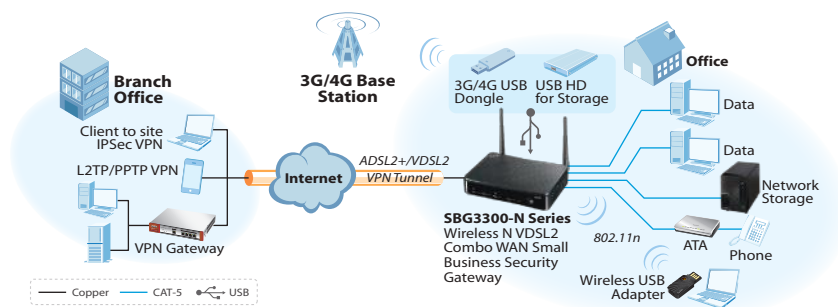 Branch
Office
Client to site
IPSec VPN
L2TP/PPTP VPN
VPN Gateway
3G/4G Base
Station
Internet
ADSL2+/VDSL2
VPN Tunnel
3G/4G USB
Dongle
USB HD
for Storage
SBG3300-N Series
Wireless N VDSL2
Combo WAN Small
Business Security
Gateway
Office
Data
Data
Network
Storage
802.11n
ATA
Phone
Wireless USB
Adapter
Copper
CAT-5
USB